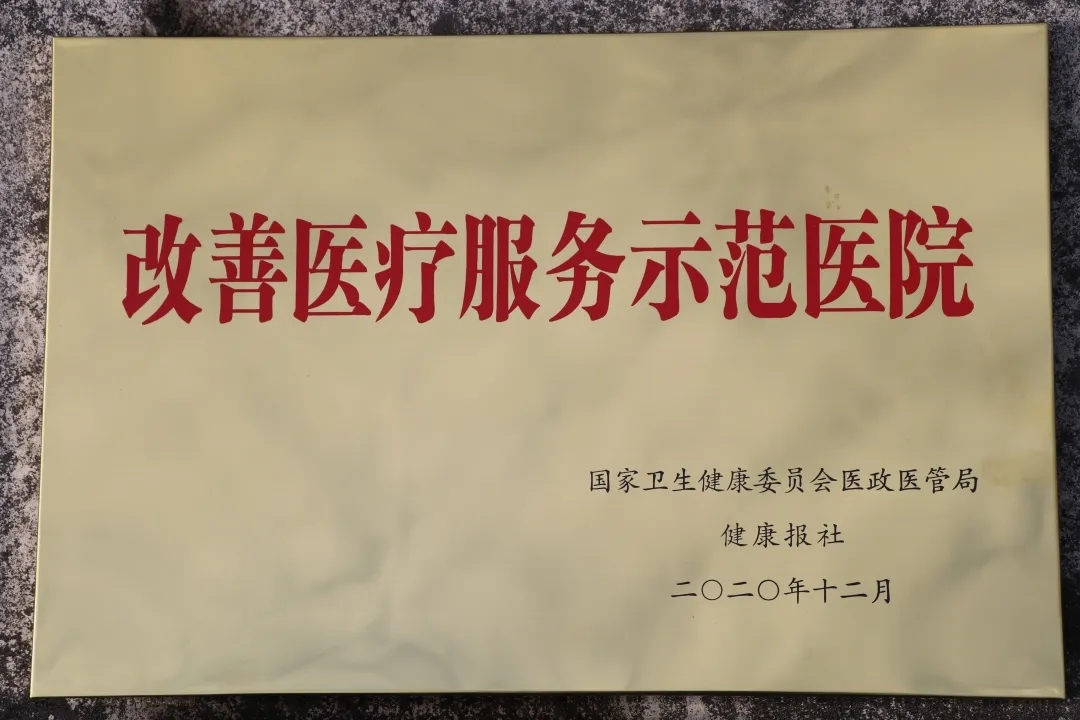 改善医疗服务示范医院
国家卫生健康委员会医政医管局
健康报社
二〇二〇年十二月